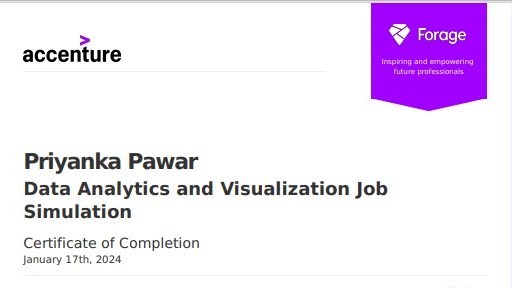 accenture
Forage
Inspiring and empowering
future professionals
Priyanka Pawar
Data Analytics and Visualization Job
Simulation
Certificate of Completion
January 17th, 2024